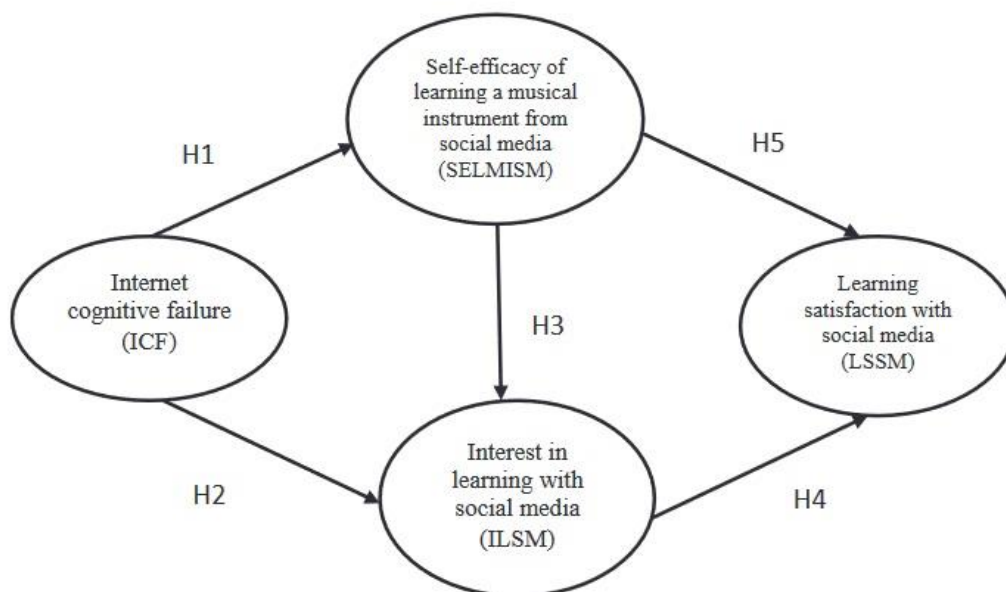 Self-efficacy of
learning a musical
instrument from
social media
(SELMISM)
H1
H5
Internet
cognitive failure
(ICF)
H3
Learning
satisfaction with
social media
(LSSM)
H2
Interest in
learning with
social media
(ILSM)
H4